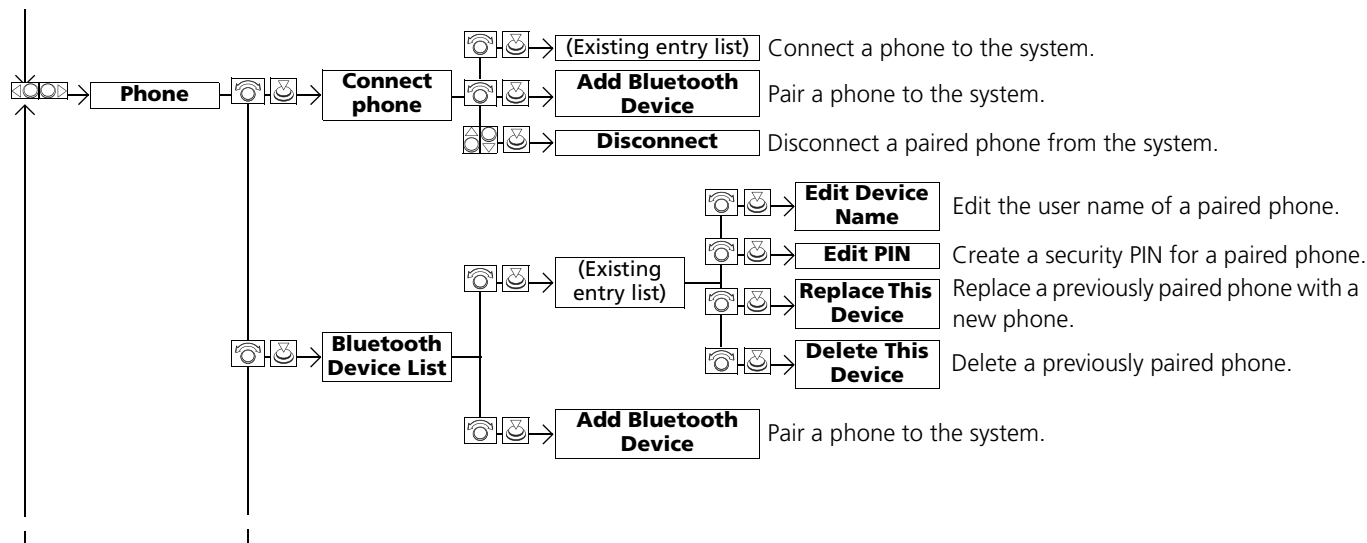 (Existing entry list) Connect a phone to the system.
Phone
Connect
phone
Add Bluetooth
Device
Pair a phone to the system.
Disconnect Disconnect a paired phone from the system.
Edit Device
Name
Edit the user name of a paired phone.
(Existing
entry list)
Edit PIN Create a security PIN for a paired phone.
Replace This
Device
Replace a previously paired phone with a
new phone.
Bluetooth
Device List
Delete This
Device
Delete a previously paired phone.
Add Bluetooth
Device
Pair a phone to the system.